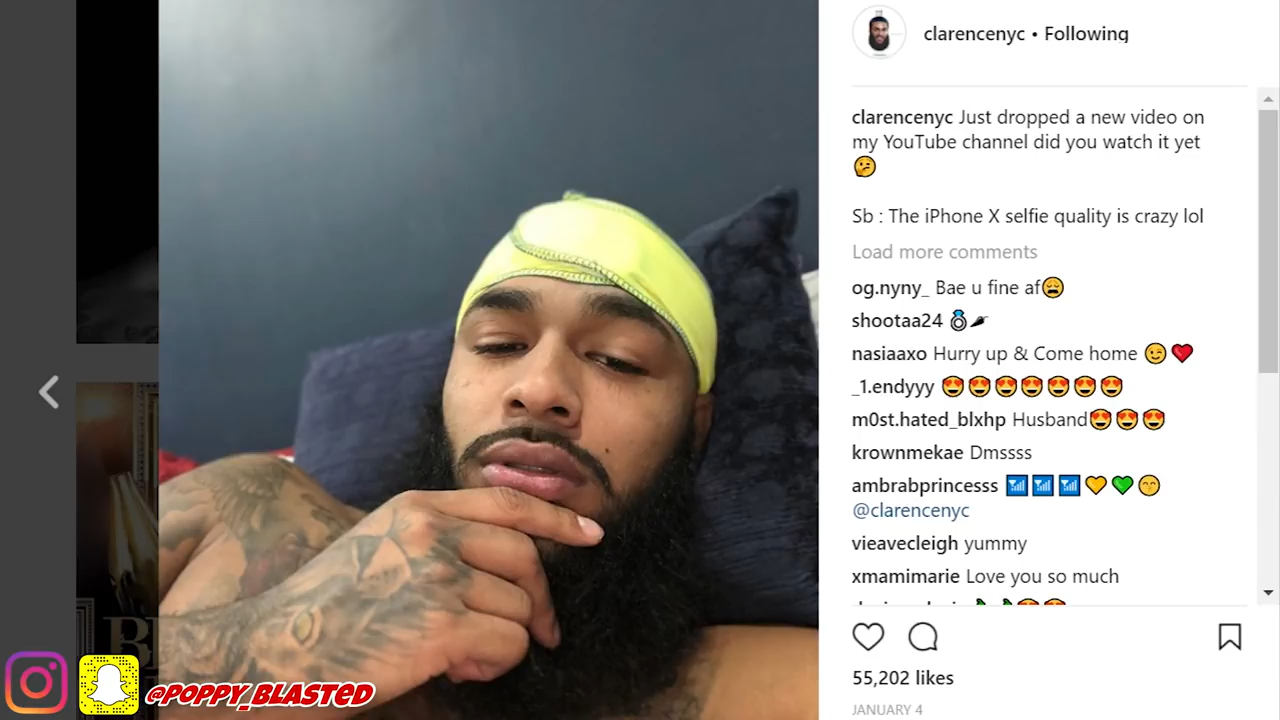 clarencenyc • Following
clarencenyc Just dropped a new video on
my YouTube channel did you watch it yet
🤔
Sb : The iPhone X selfie quality is crazy lol
Load more comments
og.nyny_ Bae u fine af😩
shootaa24 💍🌶
nasiaaxo Hurry up & Come home 😉❤️
_1.endyyy 😍😍😍😍😍😍😍
m0st.hated_blxhp Husband😍😍😍
krownmekae Dmssss
ambrabprincesss 📶📶📶💛💚😙
@clarencenyc
vieavecleigh yummy
xmamimarie Love you so much
55,202 likes
JANUARY 4
@POPPY_BLASTED